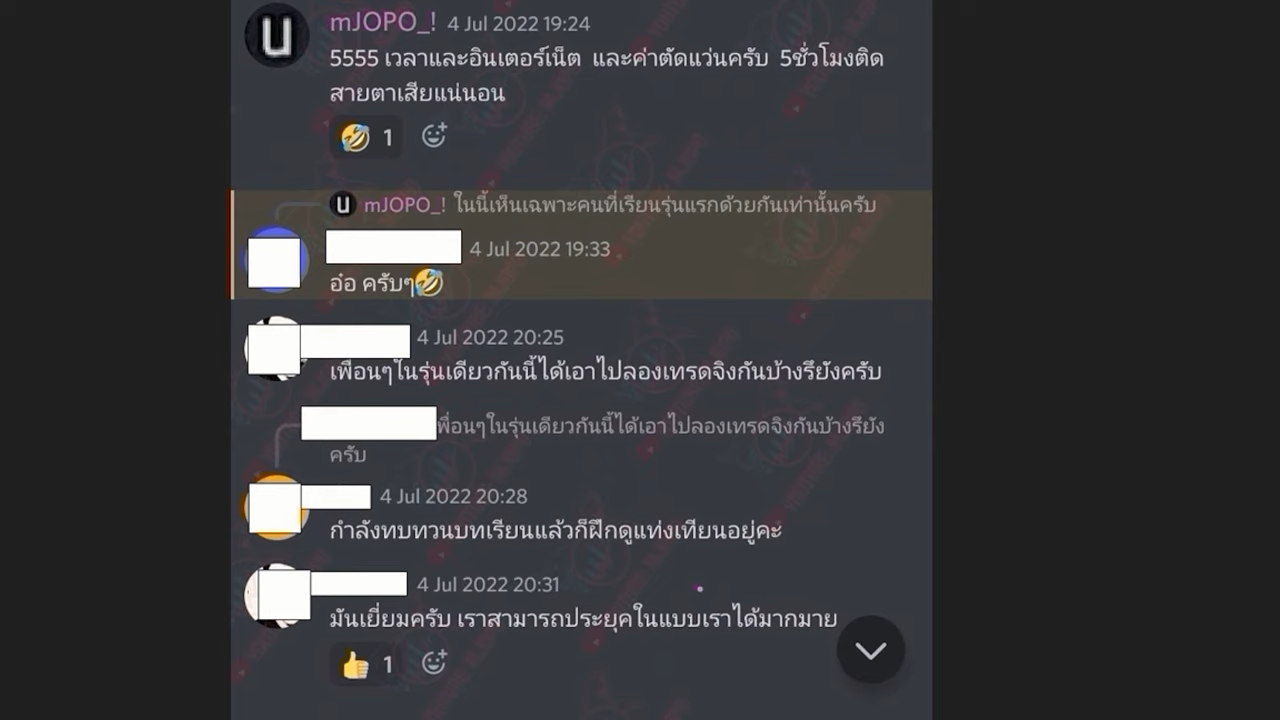 mJOPO_! 4 Jul 2022 19:24
5555 เวลาและอินเตอร์เน็ต และค่าตัดแว่นครับ 5ชั่วโมงติด
สายตาเสียแน่นอน
1
mJOPO_! ในนี้เห็นเฉพาะคนที่เรียนรุ่นแรกด้วยกันเท่านั้นครับ
4 Jul 2022 19:33
อ๋อ ครับๆ
4 Jul 2022 20:25
เพื่อนๆในรุ่นเดียวกันนี้ได้เอาไปลองเทรดจิงกันบ้างรึยังครับ
พื่อนๆในรุ่นเดียวกันนี้ได้เอาไปลองเทรดจิงกันบ้างรึยัง
ครับ
4 Jul 2022 20:28
กำลังทบทวนบทเรียนแล้วก็ฝึกดูแท่งเทียนอยู่คะ
4 Jul 2022 20:31
มันเยี่ยมครับ เราสามารถประยุคในแบบเราได้มากมาย
1